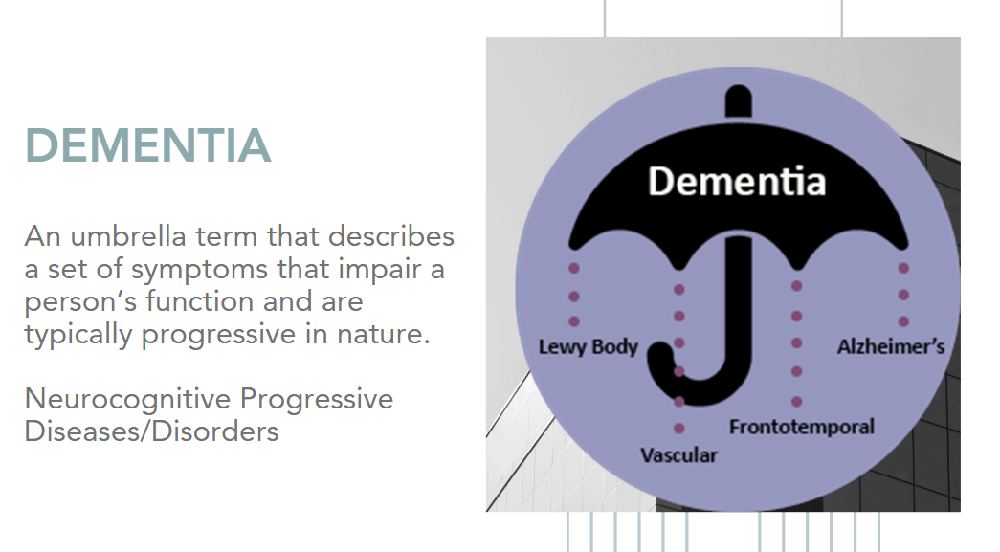 DEMENTIA
An umbrella term that describes
a set of symptoms that impair a
person’s function and are
typically progressive in nature.
Neurocognitive Progressive
Diseases/Disorders
Dementia
Lewy Body
Alzheimer’s
Frontotemporal
Vascular